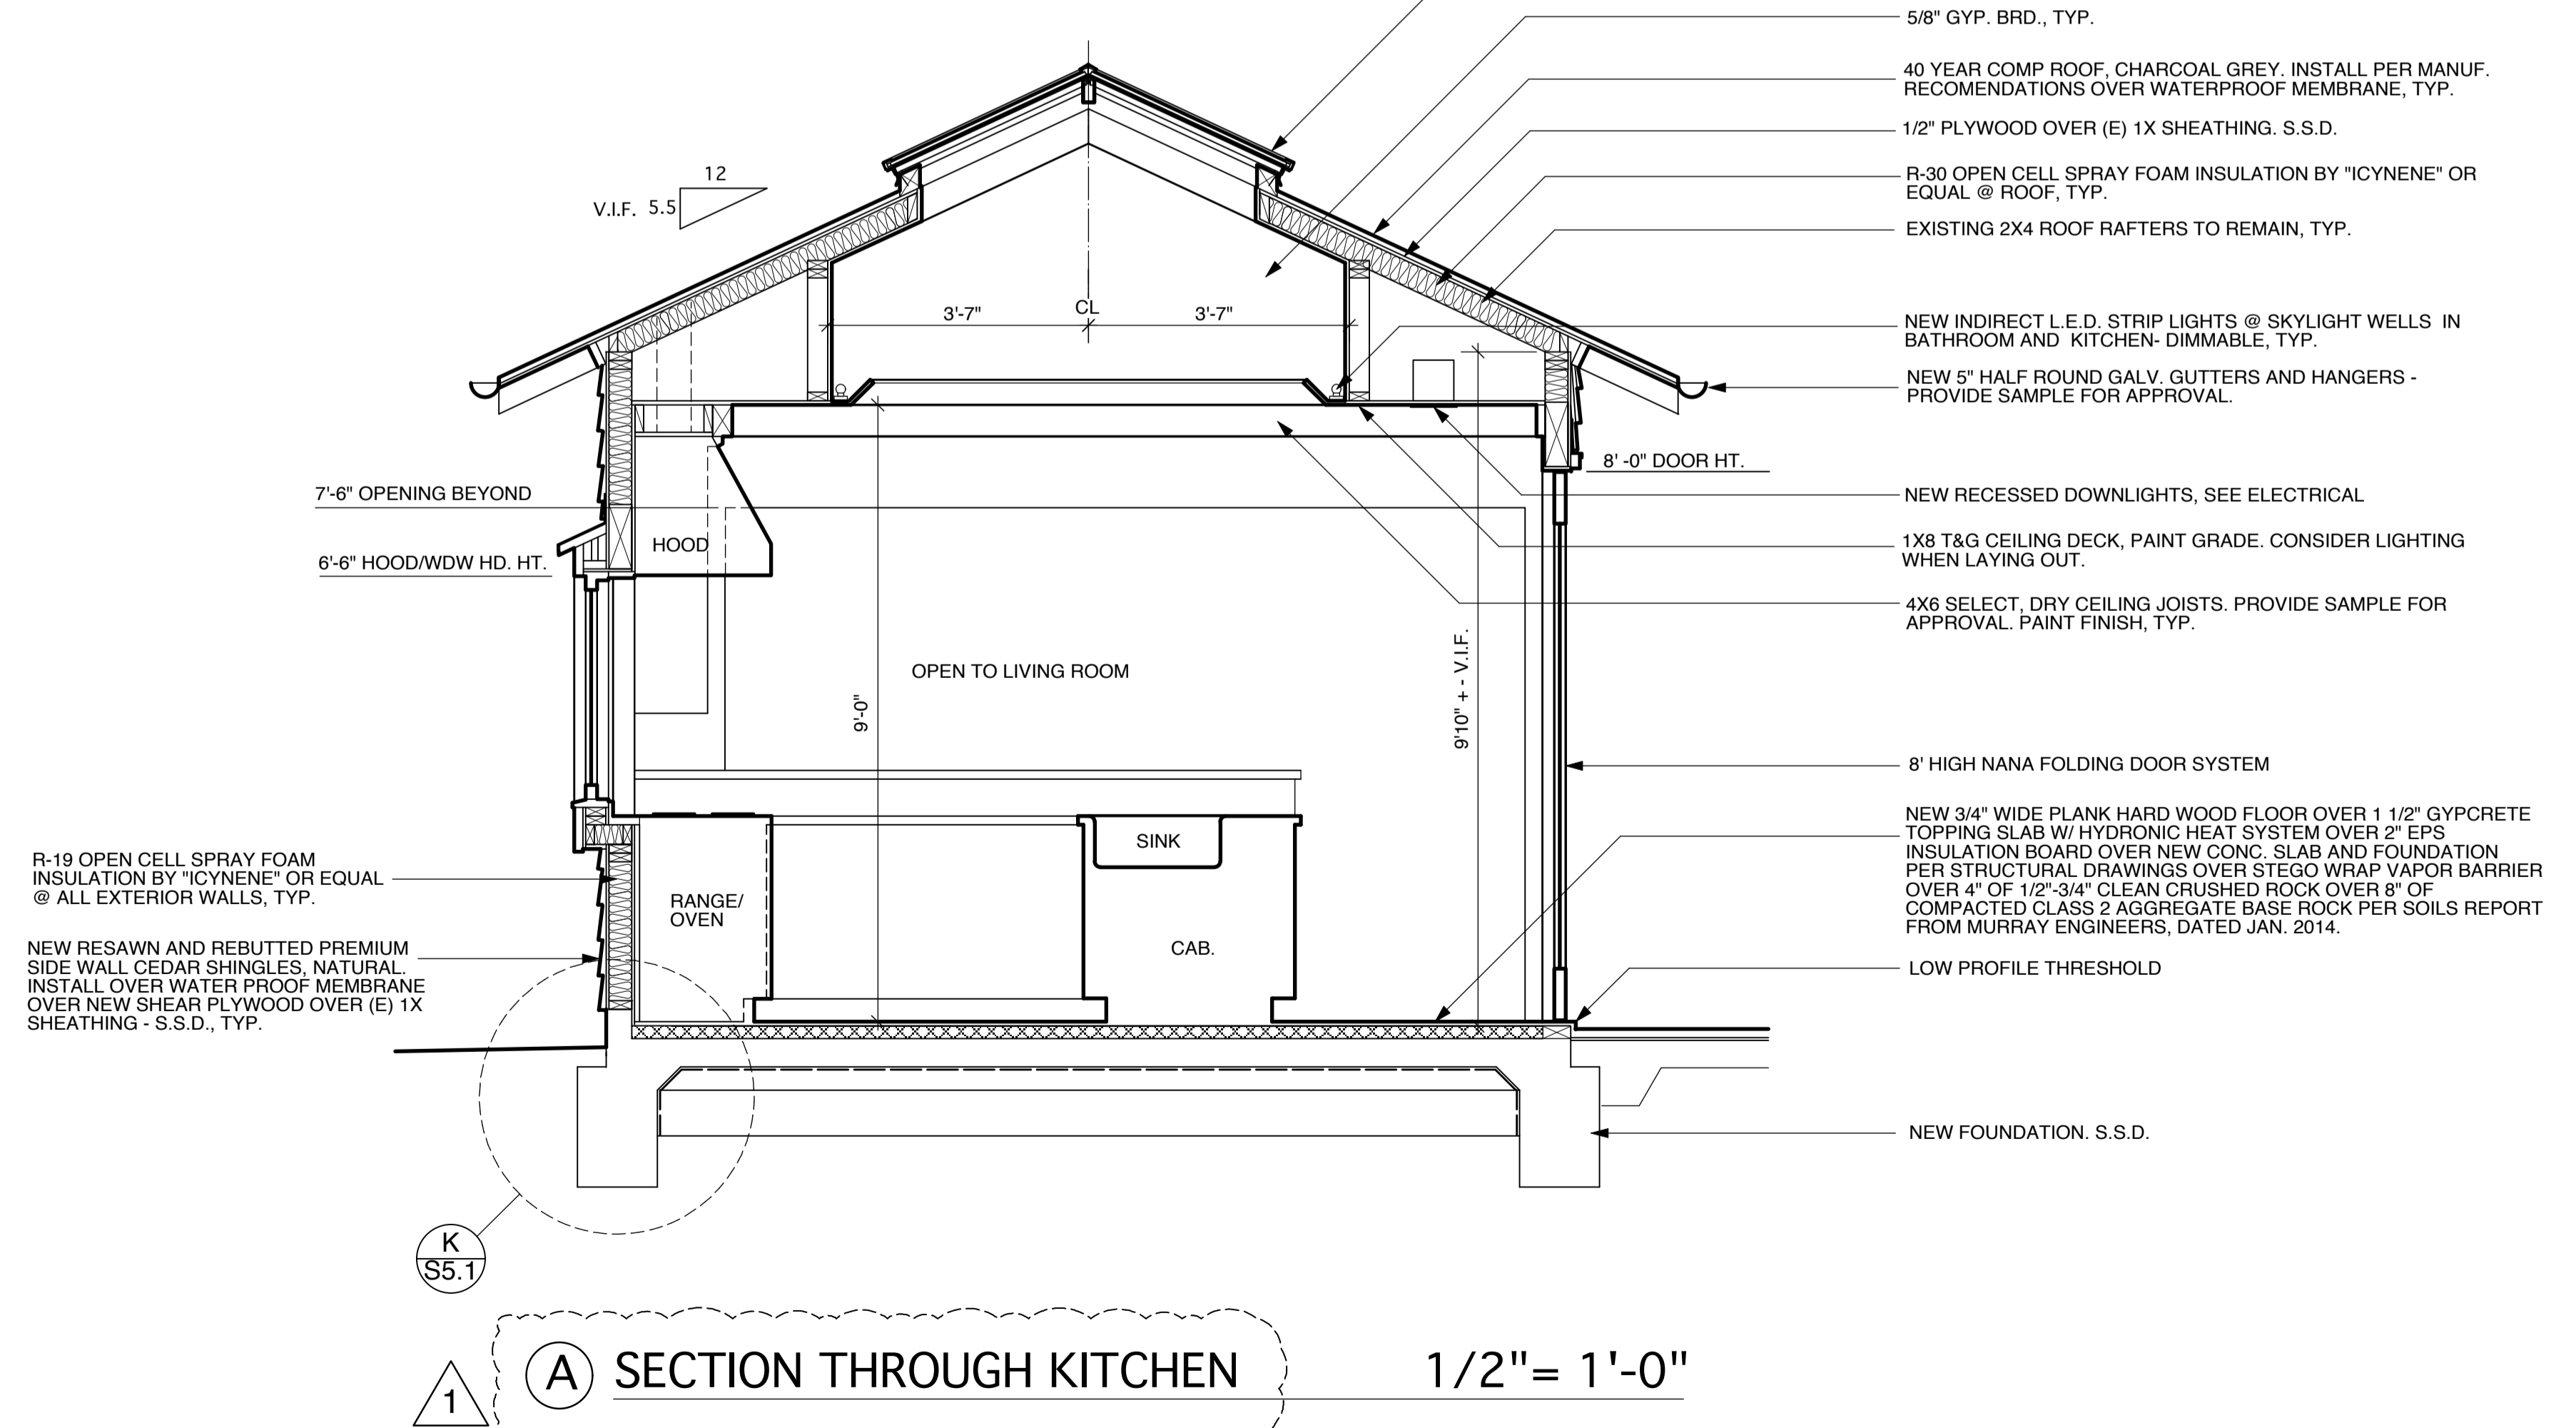 5/8" GYP. BRD., TYP.
40 YEAR COMP ROOF, CHARCOAL GREY. INSTALL PER MANUF.
RECOMENDATIONS OVER WATERPROOF MEMBRANE, TYP.
1/2" PLYWOOD OVER (E) 1X SHEATHING. S.S.D.
R-30 OPEN CELL SPRAY FOAM INSULATION BY "ICYNENE" OR
EQUAL @ ROOF, TYP.
EXISTING 2X4 ROOF RAFTERS TO REMAIN, TYP.
NEW INDIRECT L.E.D. STRIP LIGHTS @ SKYLIGHT WELLS IN
BATHROOM AND KITCHEN- DIMMABLE, TYP.
NEW 5" HALF ROUND GALV. GUTTERS AND HANGERS -
PROVIDE SAMPLE FOR APPROVAL.
8' -0" DOOR HT.
NEW RECESSED DOWNLIGHTS, SEE ELECTRICAL
1X8 T&G CEILING DECK, PAINT GRADE. CONSIDER LIGHTING
WHEN LAYING OUT.
4X6 SELECT, DRY CEILING JOISTS. PROVIDE SAMPLE FOR
APPROVAL. PAINT FINISH, TYP.
8' HIGH NANA FOLDING DOOR SYSTEM
NEW 3/4" WIDE PLANK HARD WOOD FLOOR OVER 1 1/2" GYPCRETE
TOPPING SLAB W/ HYDRONIC HEAT SYSTEM OVER 2" EPS
INSULATION BOARD OVER NEW CONC. SLAB AND FOUNDATION
PER STRUCTURAL DRAWINGS OVER STEGO WRAP VAPOR BARRIER
OVER 4" OF 1/2"-3/4" CLEAN CRUSHED ROCK OVER 8" OF
COMPACTED CLASS 2 AGGREGATE BASE ROCK PER SOILS REPORT
FROM MURRAY ENGINEERS, DATED JAN. 2014.
LOW PROFILE THRESHOLD
NEW FOUNDATION. S.S.D.
12
V.I.F. 5.5
3'-7"
CL
3'-7"
7'-6" OPENING BEYOND
6'-6" HOOD/WDW HD. HT.
HOOD
OPEN TO LIVING ROOM
9'-0"
9'10" + - V.I.F.
SINK
RANGE/
OVEN
CAB.
R-19 OPEN CELL SPRAY FOAM
INSULATION BY "ICYNENE" OR EQUAL
@ ALL EXTERIOR WALLS, TYP.
NEW RESAWN AND REBUTTED PREMIUM
SIDE WALL CEDAR SHINGLES, NATURAL.
INSTALL OVER WATER PROOF MEMBRANE
OVER NEW SHEAR PLYWOOD OVER (E) 1X
SHEATHING - S.S.D., TYP.
K
S5.1
1
A SECTION THROUGH KITCHEN 1/2"= 1'-0"